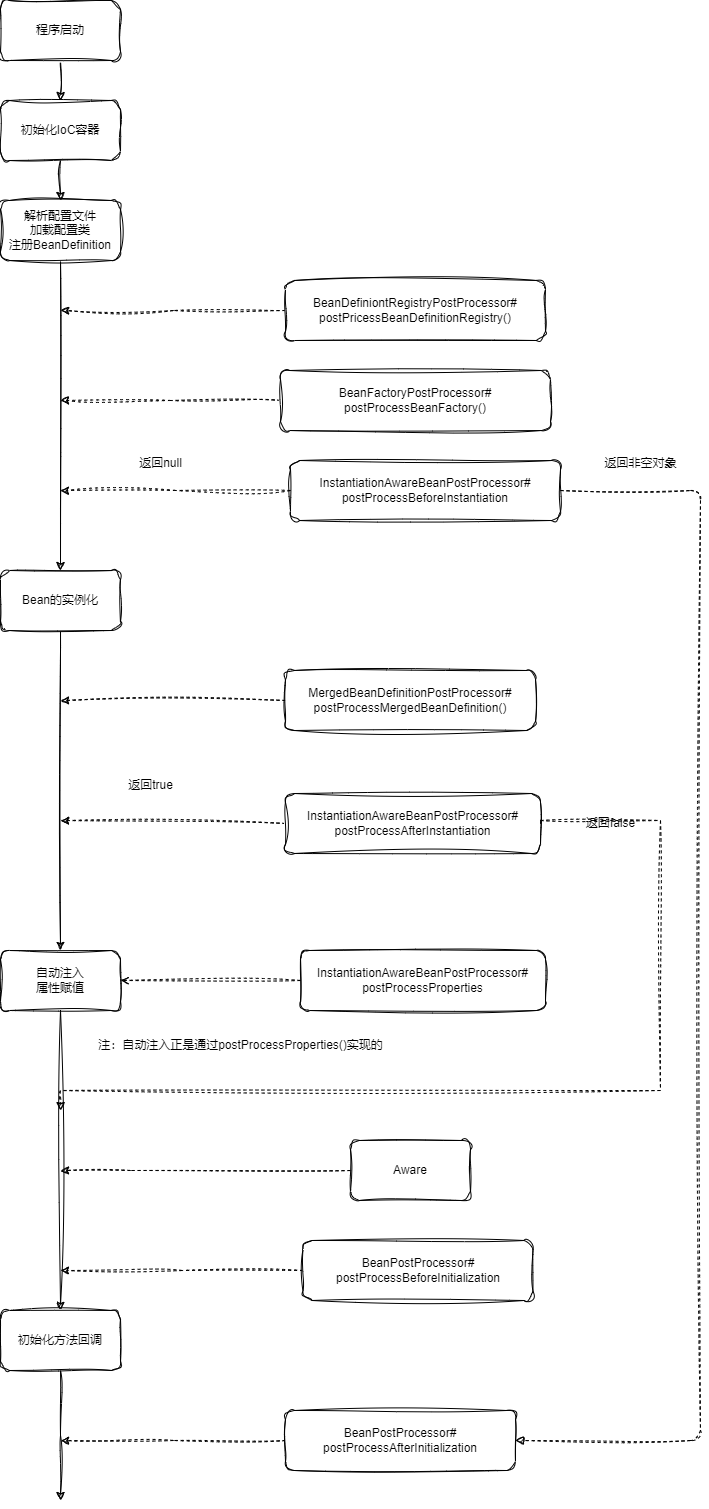 程序启动
初始化IoC容器
解析配置文件
加载配置类
注册BeanDefinition
BeanDefiniontRegistryPostProcessor#
postPricessBeanDefinitionRegistry()
BeanFactoryPostProcessor#
postProcessBeanFactory()
返回null
返回非空对象
InstantiationAwareBeanPostProcessor#
postProcessBeforeInstantiation
Bean的实例化
MergedBeanDefinitionPostProcessor#
postProcessMergedBeanDefinition()
返回true
InstantiationAwareBeanPostProcessor#
postProcessAfterInstantiation
返回false
自动注入
属性赋值
InstantiationAwareBeanPostProcessor#
postProcessProperties
注：自动注入正是通过postProcessProperties()实现的
Aware
BeanPostProcessor#
postProcessBeforeInitialization
初始化方法回调
BeanPostProcessor#
postProcessAfterInitialization